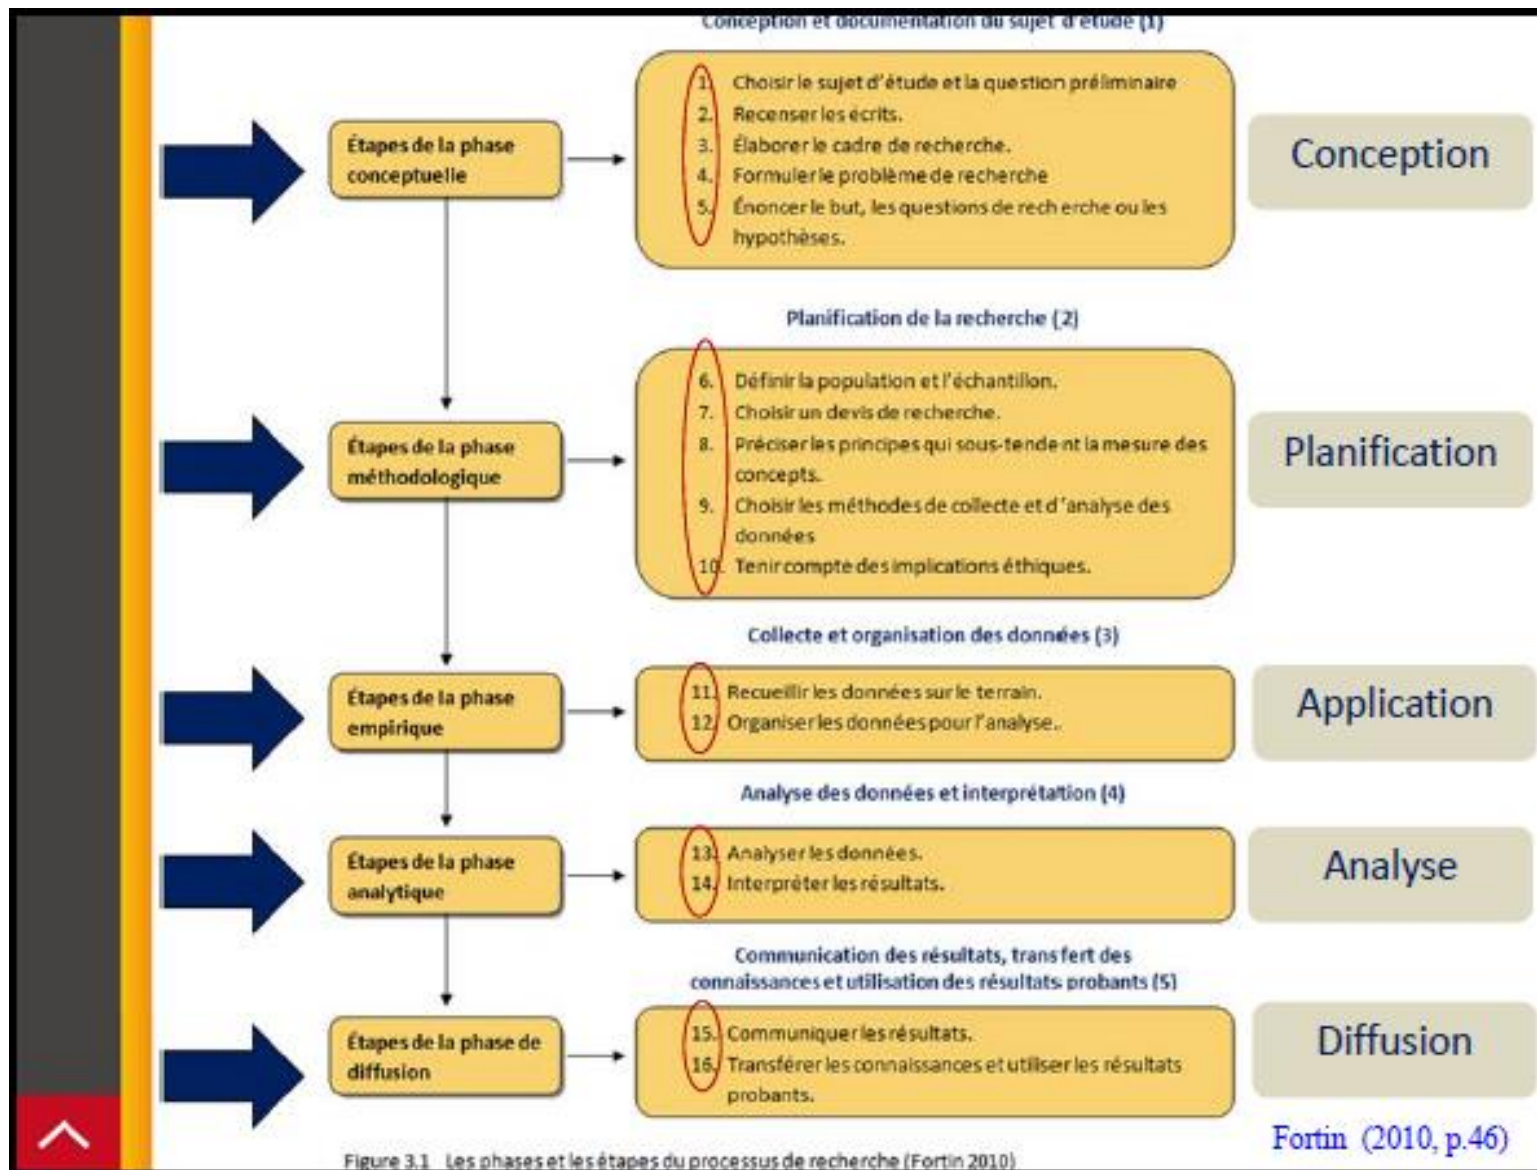 Conception et documentation du sujet d'étude (1)
Étapes de la phase
conceptuelle
1. Choisir le sujet d'étude et la question préliminaire
2. Recenser les écrits.
3. Élaborer le cadre de recherche.
4. Formuler le problème de recherche
5. Énoncer le but, les questions de recherche ou les
hypothèses.
Conception
Planification de la recherche (2)
Étapes de la phase
méthodologique
6. Définir la population et l'échantillon.
7. Choisir un devis de recherche.
8. Préciser les principes qui sous-tendent la mesure des
concepts.
9. Choisir les méthodes de collecte et d'analyse des
données
10. Tenir compte des implications éthiques.
Planification
Collecte et organisation des données (3)
Étapes de la phase
empirique
11. Recueillir les données sur le terrain.
12. Organiser les données pour l'analyse..
Application
Analyse des données et interprétation (4)
Étapes de la phase
analytique
13. Analyser les données.
14. Interpréter les résultats.
Analyse
Communication des résultats, transfert des
connaissances et utilisation des résultats probants (5)
Étapes de la phase de
diffusion
15. Communiquer les résultats.
16. Transférer les connaissances et utiliser les résultats
probants.
Diffusion
Fortin (2010, p.46)
Figure 3.1 Les phases et les étapes du processus de recherche (Fortin 2010)